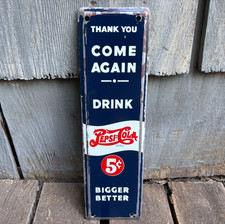 THANK YOU
COME
AGAIN
DRINK
PEPSI-COLA
5¢
BIGGER
BETTER